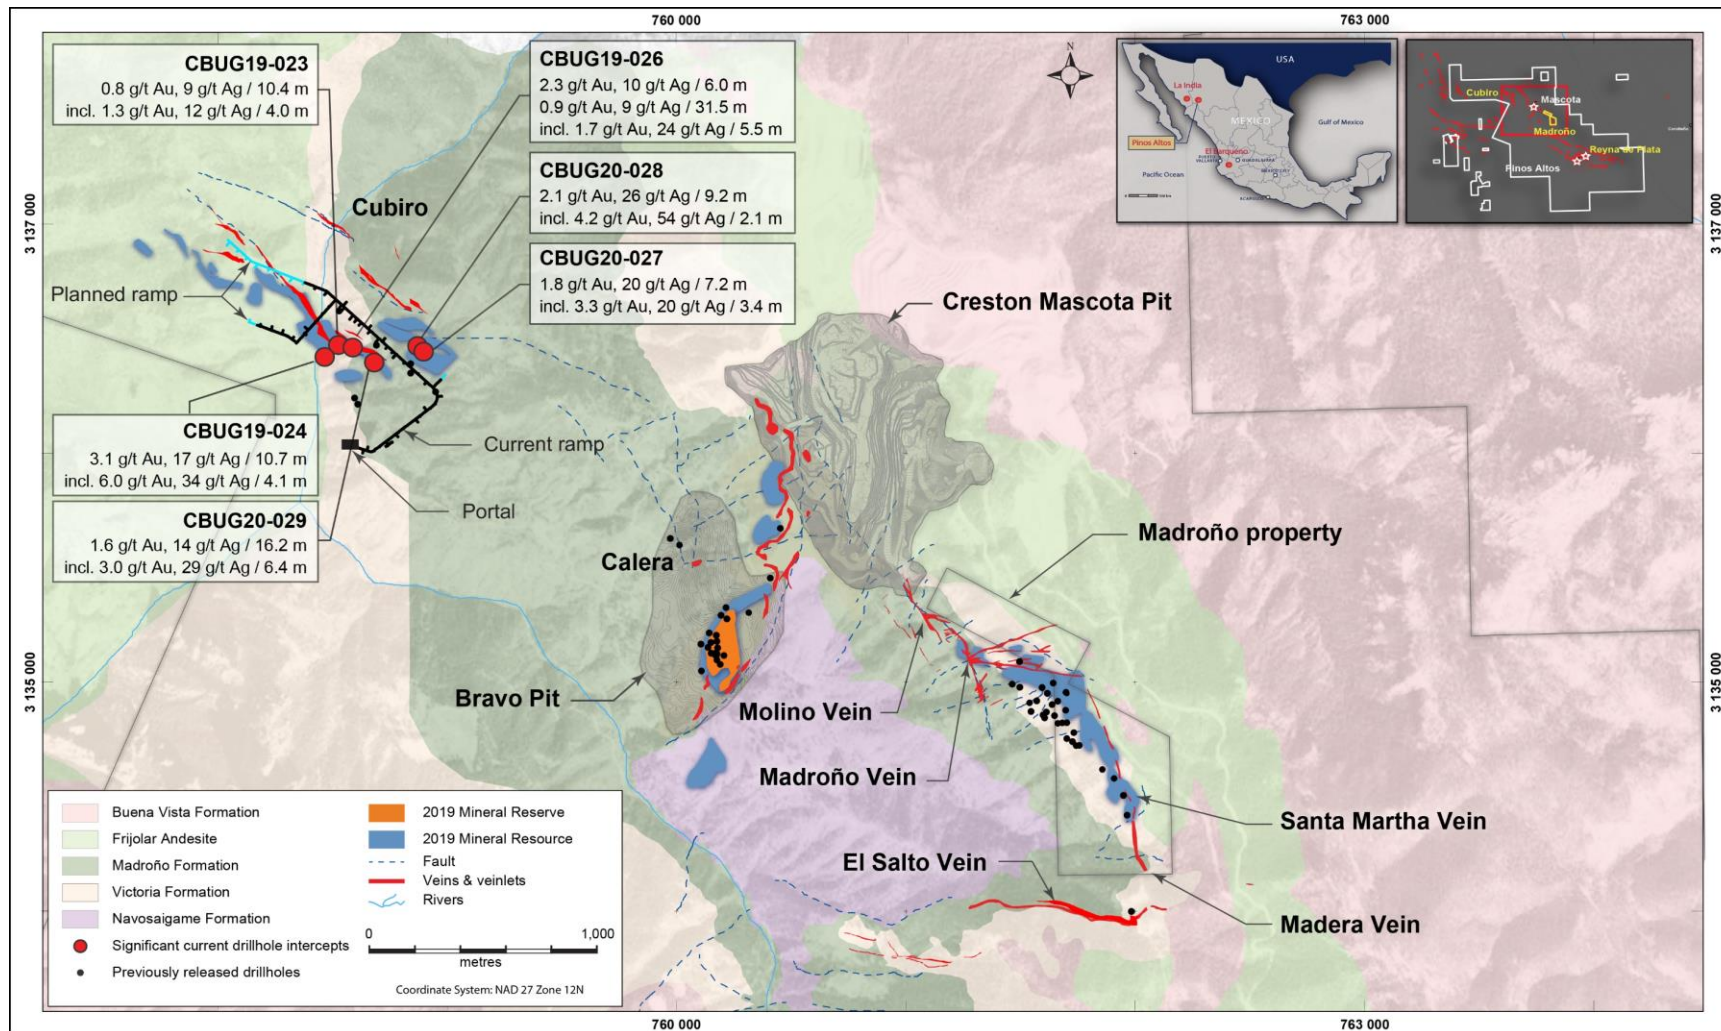 760 000
763 000
3 137 000
3 137 000
3 135 000
3 135 000
760 000
763 000
CBUG19-023
0.8 g/t Au, 9 g/t Ag / 10.4 m
incl. 1.3 g/t Au, 12 g/t Ag / 4.0 m
CBUG19-026
2.3 g/t Au, 10 g/t Ag / 6.0 m
0.9 g/t Au, 9 g/t Ag / 31.5 m
incl. 1.7 g/t Au, 24 g/t Ag / 5.5 m
CBUG20-028
2.1 g/t Au, 26 g/t Ag / 9.2 m
incl. 4.2 g/t Au, 54 g/t Ag / 2.1 m
CBUG20-027
1.8 g/t Au, 20 g/t Ag / 7.2 m
incl. 3.3 g/t Au, 20 g/t Ag / 3.4 m
N
USA
La India
MEXICO
Gulf of Mexico
Pinos Altos
El Barqueño
GUADALAJARA
MEXICO CITY
Pacific Ocean
ACAPULCO
Cubiro
Mascota
Madroño
Reyna de Plata
Pinos Altos
Cubiro
Planned ramp
Creston Mascota Pit
CBUG19-024
3.1 g/t Au, 17 g/t Ag / 10.7 m
incl. 6.0 g/t Au, 34 g/t Ag / 4.1 m
Current ramp
Portal
CBUG20-029
1.6 g/t Au, 14 g/t Ag / 16.2 m
incl. 3.0 g/t Au, 29 g/t Ag / 6.4 m
Calera
Madroño property
Bravo Pit
Molino Vein
Madroño Vein
Santa Martha Vein
El Salto Vein
Madera Vein
Buena Vista Formation
Frijolar Andesite
Madroño Formation
Victoria Formation
Navosaigame Formation
Significant current drillhole intercepts
Previously released drillholes
2019 Mineral Reserve
2019 Mineral Resource
Fault
Veins & veinlets
Rivers
0
1,000
metres
Coordinate System: NAD 27 Zone 12N